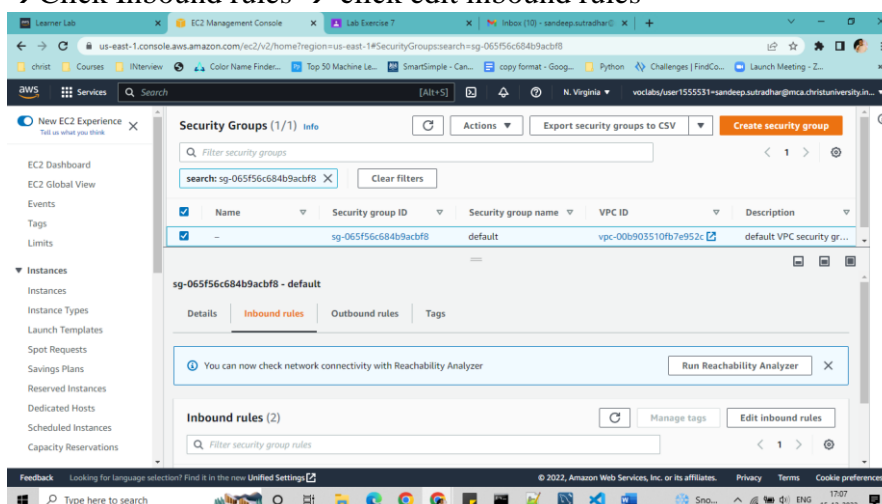 → Click Inbound rules → click edit inbound rules
Learner Lab
EC2 Management Console
Lab Exercise 7
Inbox (10) - sandeep.sutradhar@
us-east-1.console.aws.amazon.com/ec2/v2/home?region=us-east-1#SecurityGroups:search=sg-065f56c684b9acbf8
christ Courses INterview Color Name Finder... Top 50 Machine Le... SmartSimple - Can... copy format - Goog... Python Challenges | FindCo... Launch Meeting - Z...
aws Services Search [Alt+S] N. Virginia voclabs/user1555531=sandeep.sutradhar@mca.christuniversity.in...
New EC2 Experience
Tell us what you think
EC2 Dashboard
EC2 Global View
Events
Tags
Limits
Instances
Instances
Instance Types
Launch Templates
Spot Requests
Savings Plans
Reserved Instances
Dedicated Hosts
Scheduled Instances
Capacity Reservations
Security Groups (1/1) Info Actions Export security groups to CSV Create security group
Filter security groups 1
search: sg-065f56c684b9acbf8 Clear filters
Name Security group ID Security group name VPC ID Description
– sg-065f56c684b9acbf8 default vpc-00b903510fb7e952c default VPC security gr...
sg-065f56c684b9acbf8 - default
Details Inbound rules Outbound rules Tags
You can now check network connectivity with Reachability Analyzer Run Reachability Analyzer
Inbound rules (2) Manage tags Edit inbound rules
Filter security group rules 1
Feedback Looking for language selection? Find it in the new Unified Settings © 2022, Amazon Web Services, Inc. or its affiliates. Privacy Terms Cookie preferences
Type here to search Sno... ENG 17:07